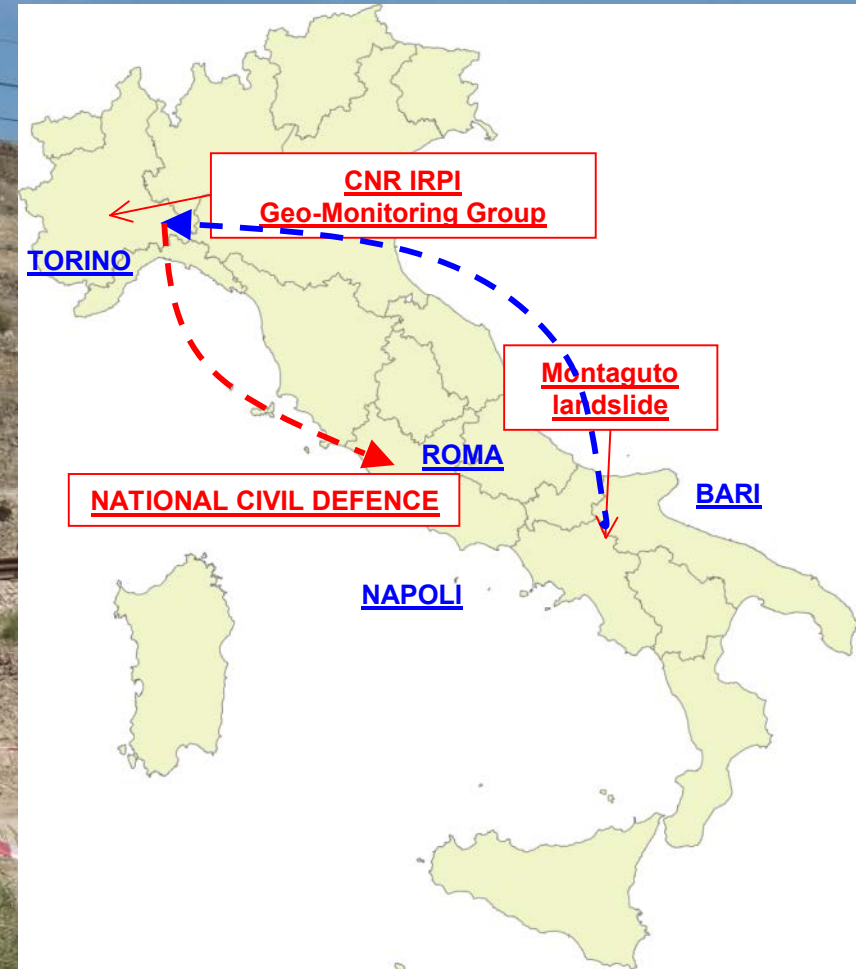 CNR IRPI
Geo-Monitoring Group
TORINO
Montaguto
landslide
ROMA
BARI
NATIONAL CIVIL DEFENCE
NAPOLI